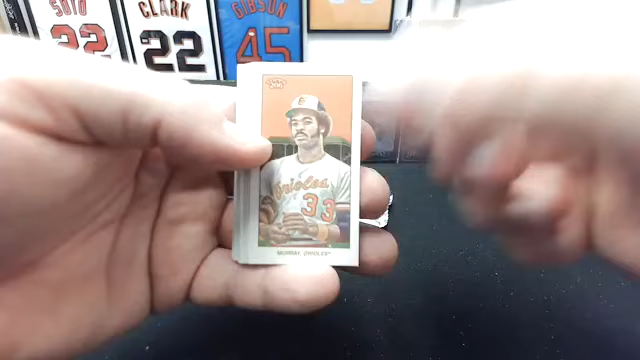 SOTO
22
CLARK
22
GIBSON
45
Orioles
33
MURRAY, ORIOLES